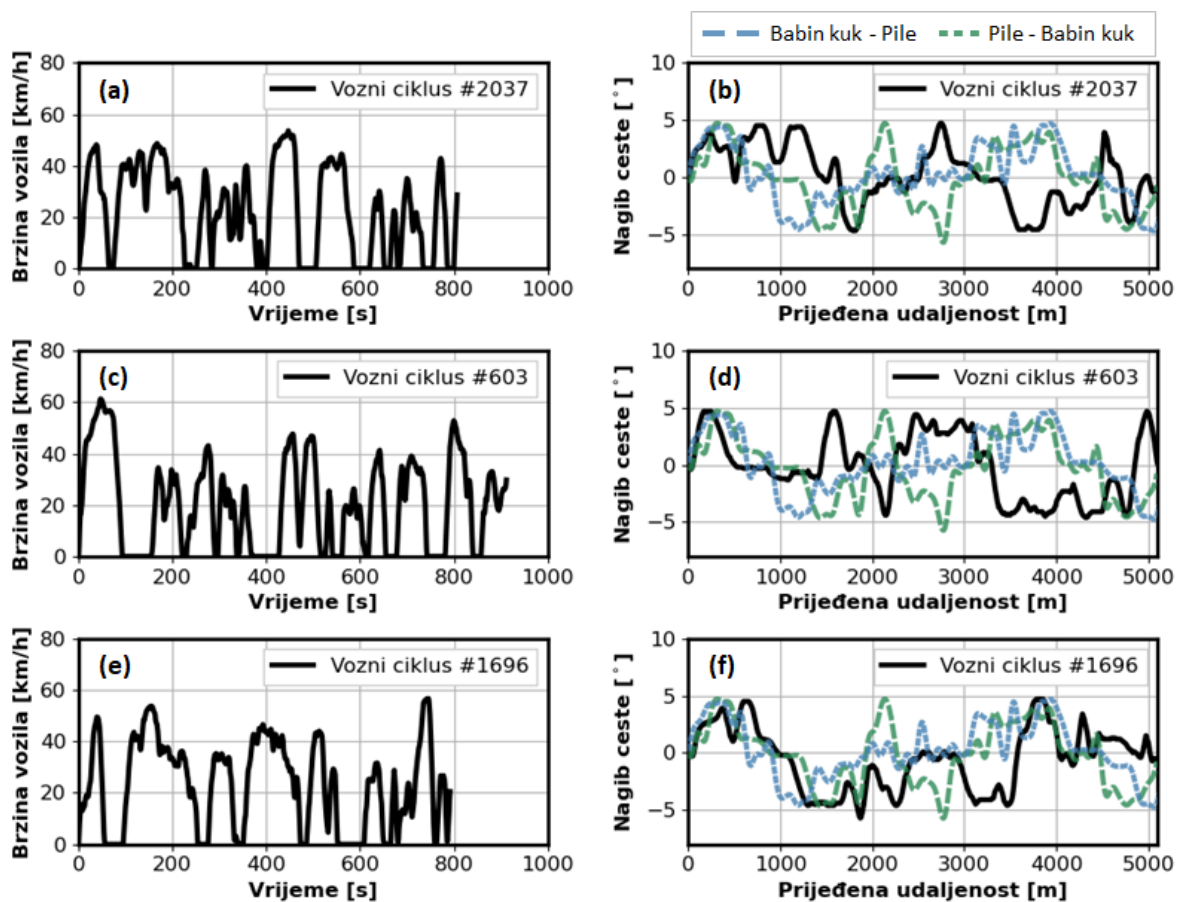 Babin kuk - Pile Pile - Babin kuk
80
60
40
20
0
Brzina vozila [km/h]
(a)
Vozni ciklus #2037
0 200 400 600 800 1000
Vrijeme [s]
10
5
0
−5
Nagib ceste [°]
(b)
Vozni ciklus #2037
0 1000 2000 3000 4000 5000
Prijeđena udaljenost [m]
80
60
40
20
0
Brzina vozila [km/h]
(c)
Vozni ciklus #603
0 200 400 600 800 1000
Vrijeme [s]
10
5
0
−5
Nagib ceste [°]
(d)
Vozni ciklus #603
0 1000 2000 3000 4000 5000
Prijeđena udaljenost [m]
80
60
40
20
0
Brzina vozila [km/h]
(e)
Vozni ciklus #1696
0 200 400 600 800 1000
Vrijeme [s]
10
5
0
−5
Nagib ceste [°]
(f)
Vozni ciklus #1696
0 1000 2000 3000 4000 5000
Prijeđena udaljenost [m]